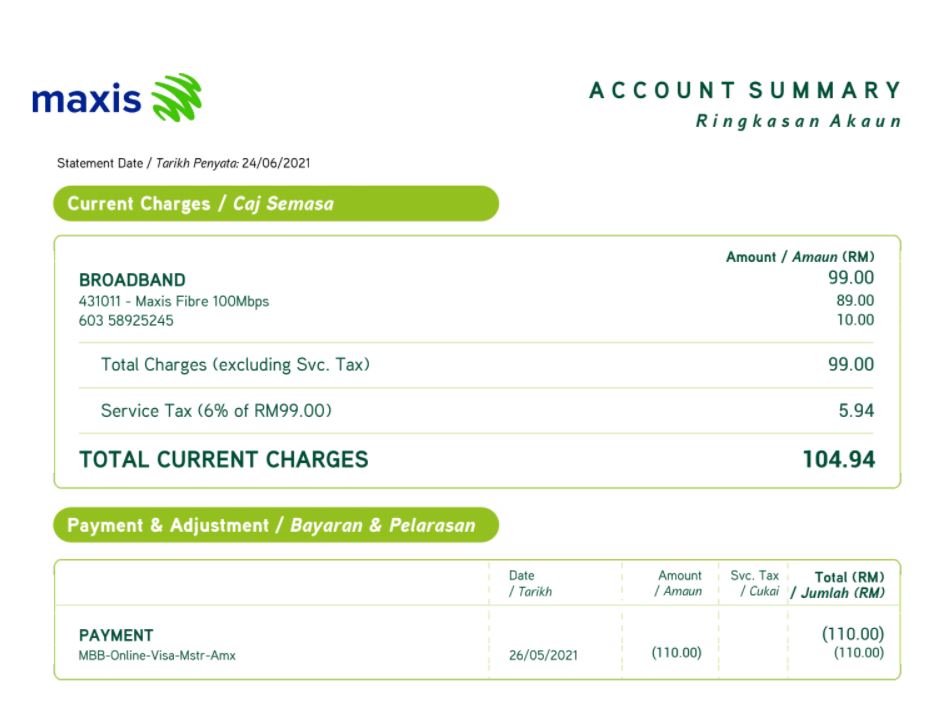 maxis
ACCOUNT SUMMARY
Ringkasan Akaun
Statement Date / Tarikh Penyata: 24/06/2021
Current Charges / Caj Semasa
Amount / Amaun (RM)
BROADBAND 99.00
431011 - Maxis Fibre 100Mbps 89.00
603 58925245 10.00
Total Charges (excluding Svc. Tax) 99.00
Service Tax (6% of RM99.00) 5.94
TOTAL CURRENT CHARGES 104.94
Payment & Adjustment / Bayaran & Pelarasan
Date Amount Svc. Tax Total (RM)
/ Tarikh / Amaun / Cukai / Jumlah (RM)
PAYMENT (110.00)
MBB-Online-Visa-Mstr-Amx 26/05/2021 (110.00) (110.00)